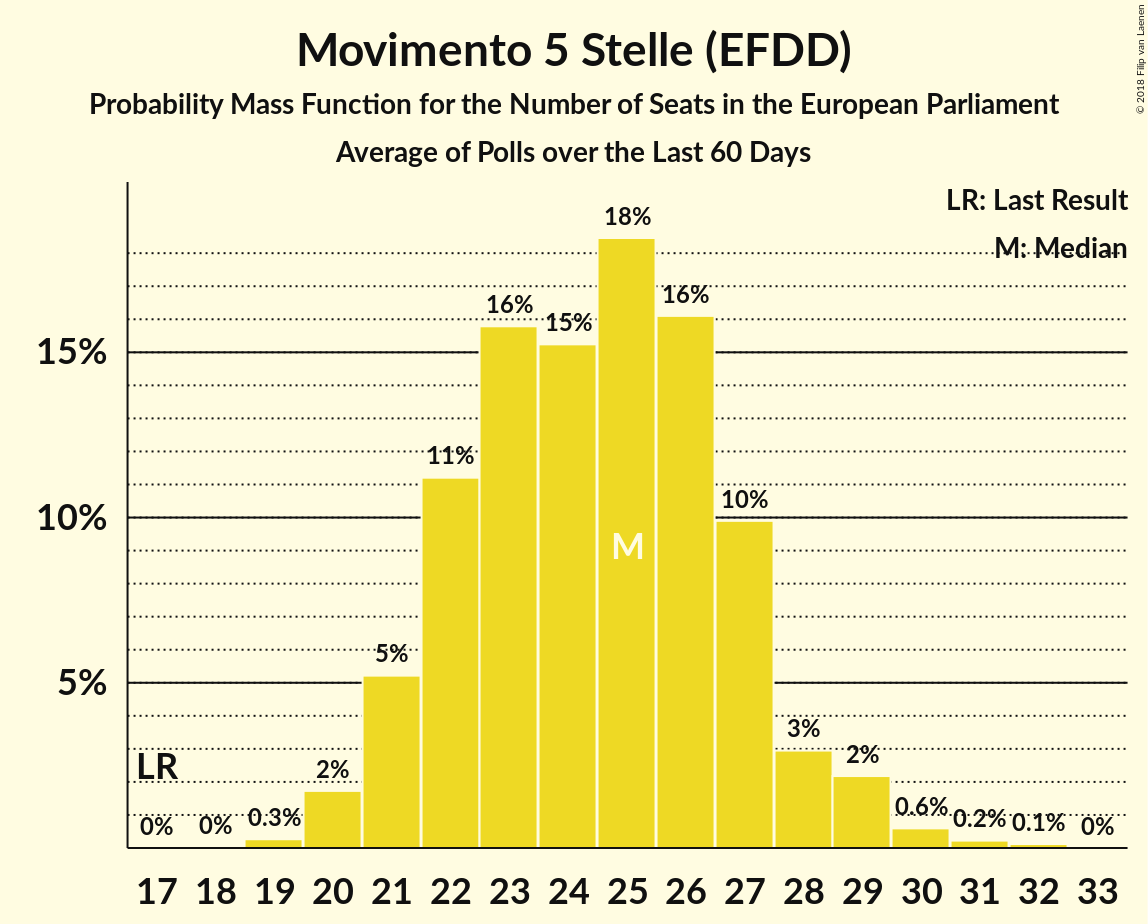 Movimento 5 Stelle (EFDD)
Probability Mass Function for the Number of Seats in the European Parliament
Average of Polls over the Last 60 Days
© 2018 Filip van Laenen
LR: Last Result
M: Median
15%
10%
5%
0% 0% 0.3% 2% 5% 11% 16% 15% 18% 16% 10% 3% 2% 0.6% 0.2% 0.1% 0%
LR
M
17 18 19 20 21 22 23 24 25 26 27 28 29 30 31 32 33